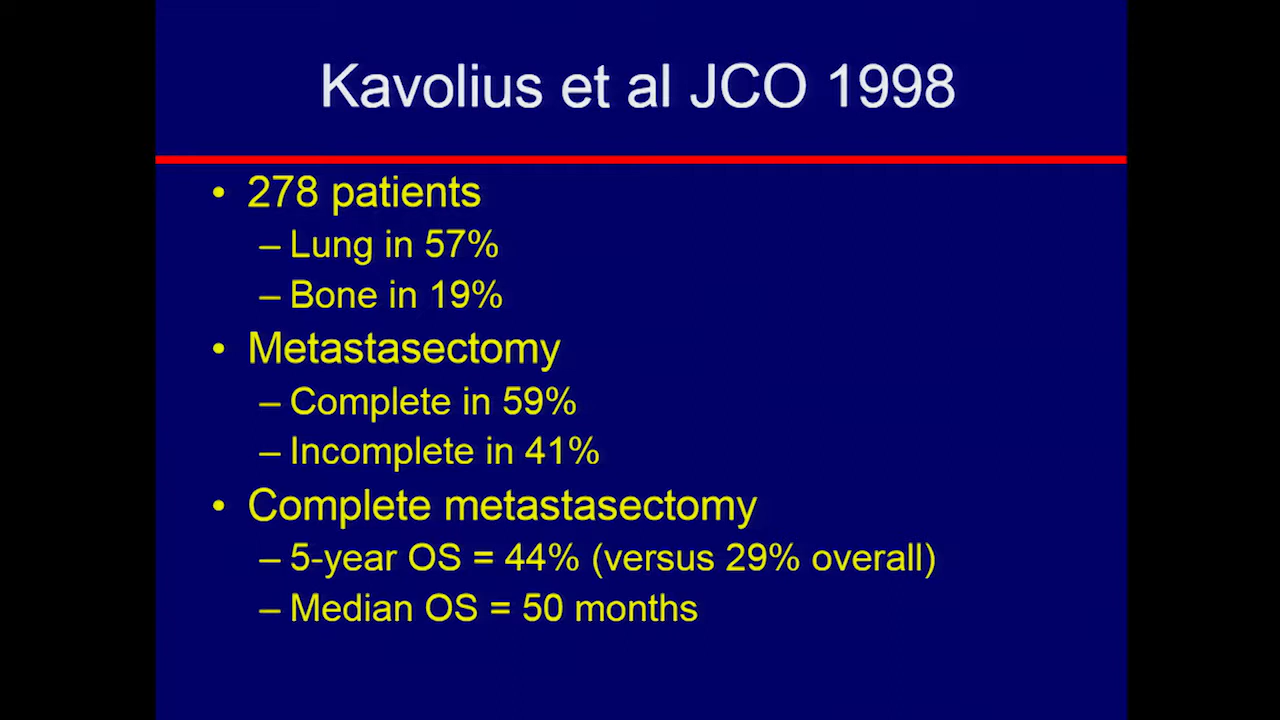 Kavolius et al JCO 1998
• 278 patients
– Lung in 57%
– Bone in 19%
• Metastasectomy
– Complete in 59%
– Incomplete in 41%
• Complete metastasectomy
– 5-year OS = 44% (versus 29% overall)
– Median OS = 50 months